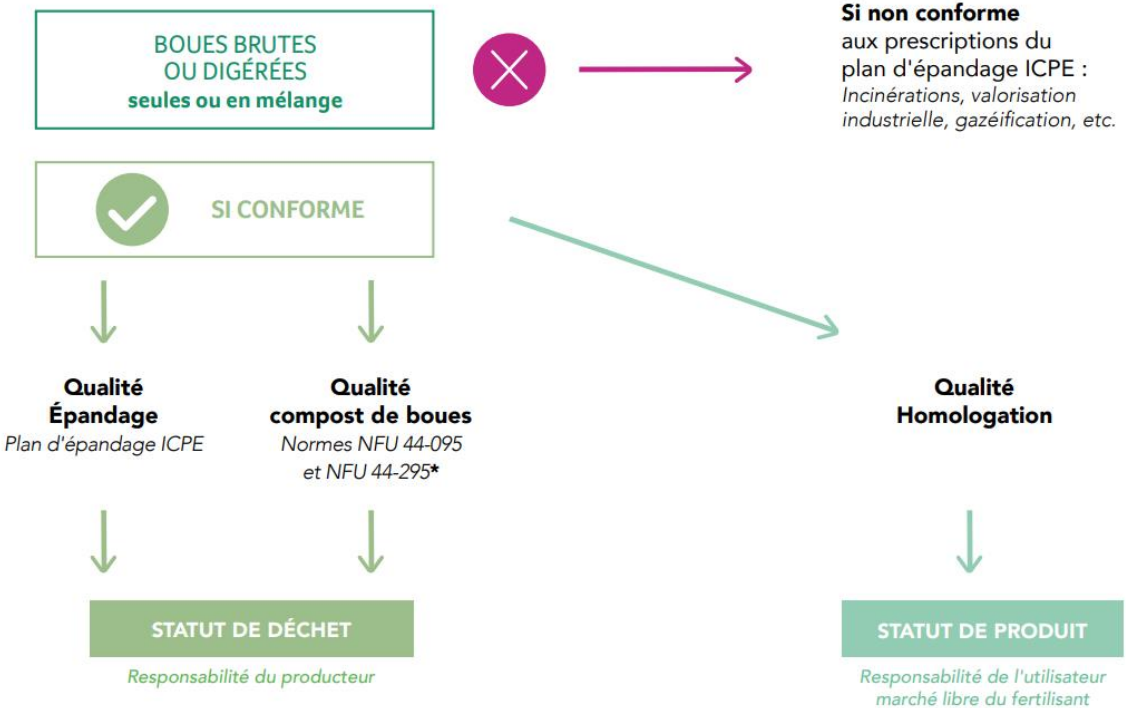 BOUES BRUTES
OU DIGÉRÉES
seules ou en mélange
Si non conforme
aux prescriptions du
plan d'épandage ICPE :
Incinérations, valorisation
industrielle, gazéification, etc.
SI CONFORME
Qualité
Épandage
Plan d'épandage ICPE
Qualité
compost de boues
Normes NFU 44-095
et NFU 44-295*
Qualité
Homologation
STATUT DE DÉCHET
Responsabilité du producteur
STATUT DE PRODUIT
Responsabilité de l'utilisateur
marché libre du fertilisant